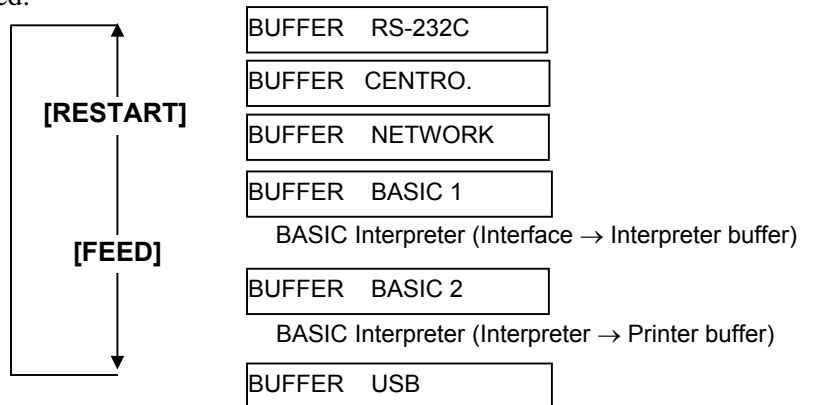 BUFFER RS-232C
BUFFER CENTRO.
[RESTART]
BUFFER NETWORK
BUFFER BASIC 1
BASIC Interpreter (Interface → Interpreter buffer)
[FEED]
BUFFER BASIC 2
BASIC Interpreter (Interpreter → Printer buffer)
BUFFER USB